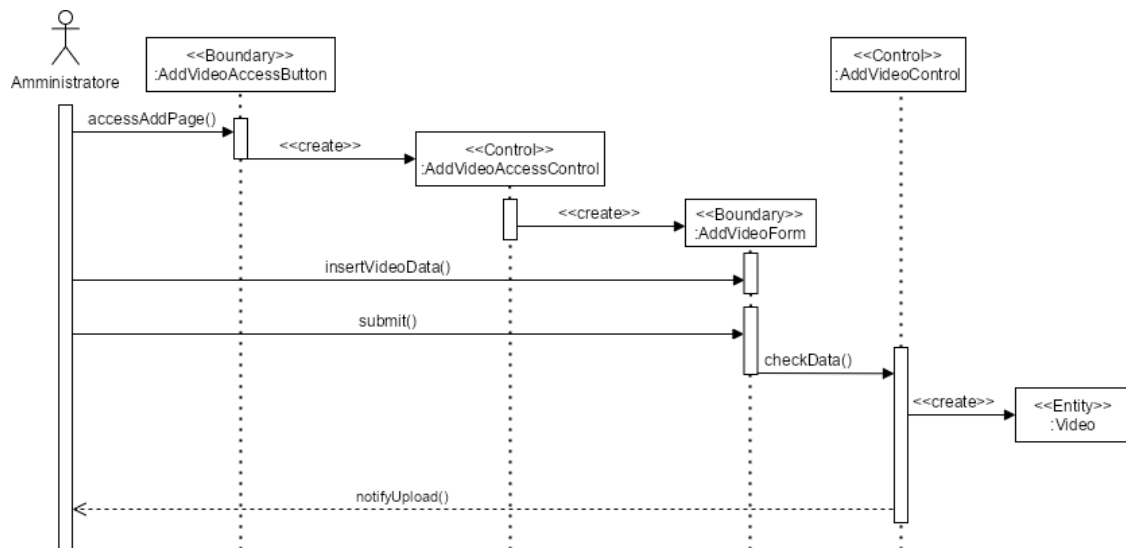 <<Boundary>>
:AddVideoAccessButton
<<Control>>
:AddVideoControl
Amministratore
accessAddPage()
<<create>>
<<Control>>
:AddVideoAccessControl
<<create>>
<<Boundary>>
:AddVideoForm
insertVideoData()
submit()
checkData()
<<create>>
<<Entity>>
:Video
notifyUpload()